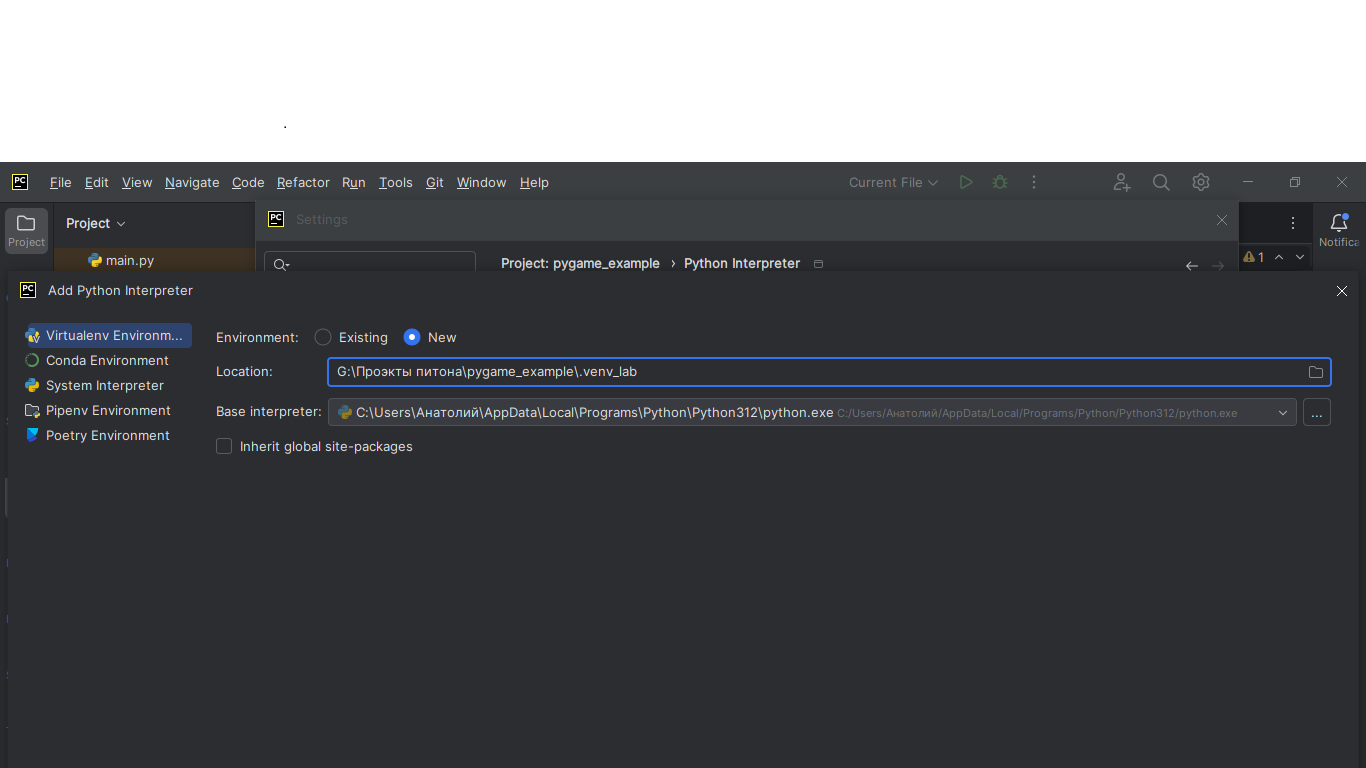 .
PC File Edit View Navigate Code Refactor Run Tools Git Window Help Current File
Project Project PC Settings Notifica
main.py Project: pygame_example › Python Interpreter 1
PC Add Python Interpreter
Virtualenv Environm... Environment: Existing New
Conda Environment Location: G:\Проэкты питона\pygame_example\.venv_lab
System Interpreter
Pipenv Environment Base interpreter: C:\Users\Анатолий\AppData\Local\Programs\Python\Python312\python.exe C:/Users/Анатолий/AppData/Local/Programs/Python/Python312/python.exe ...
Poetry Environment Inherit global site-packages